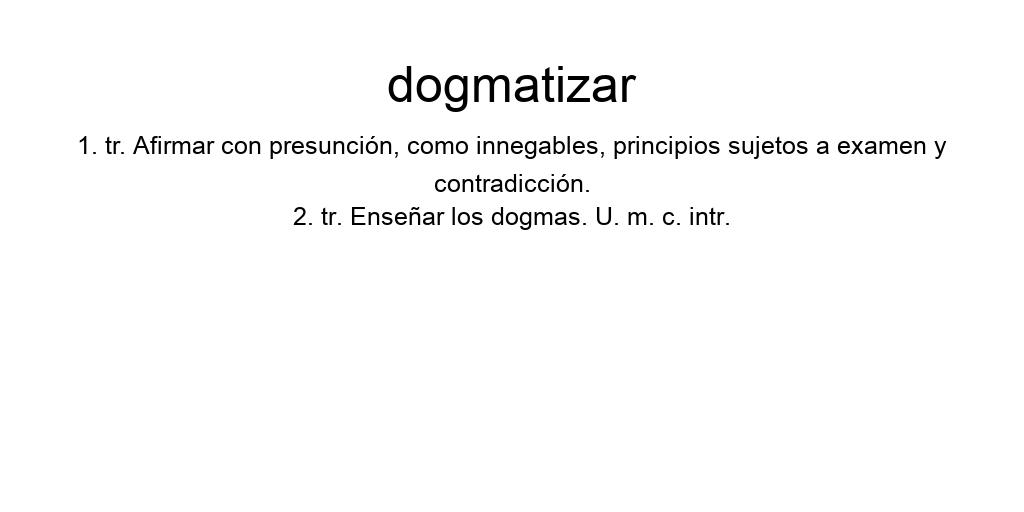 dogmatizar
1. tr. Afirmar con presunción, como innegables, principios sujetos a examen y
contradicción.
2. tr. Enseñar los dogmas. U. m. c. intr.